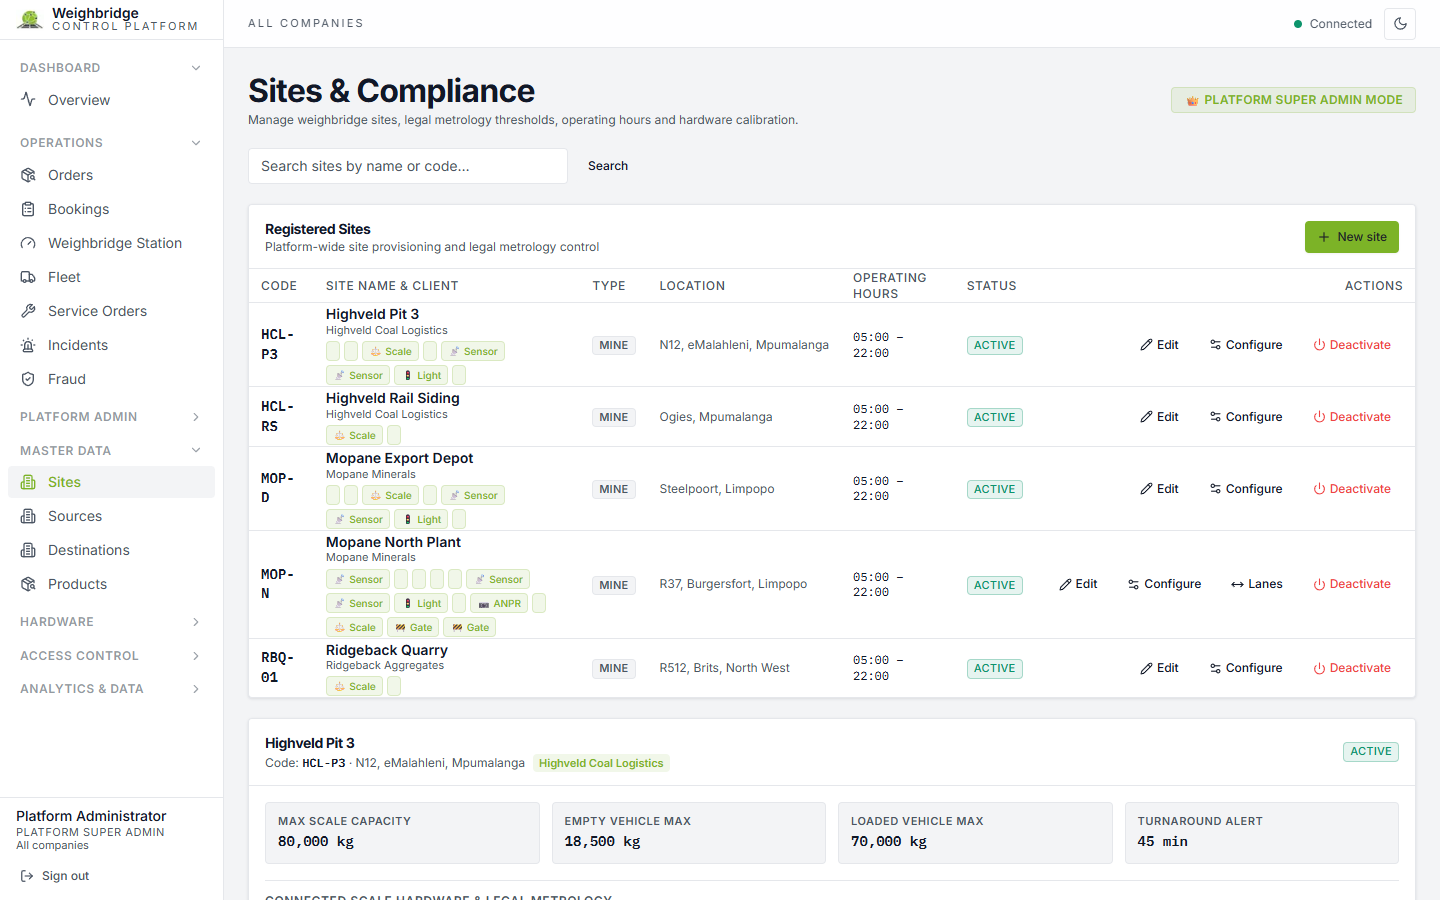 Weighbridge
CONTROL PLATFORM
ALL COMPANIES
Connected
DASHBOARD
Overview
OPERATIONS
Orders
Bookings
Weighbridge Station
Fleet
Service Orders
Incidents
Fraud
PLATFORM ADMIN
MASTER DATA
Sites
Sources
Destinations
Products
HARDWARE
ACCESS CONTROL
ANALYTICS & DATA
Platform Administrator
PLATFORM SUPER ADMIN
All companies
Sign out
Sites & Compliance
Manage weighbridge sites, legal metrology thresholds, operating hours and hardware calibration.
PLATFORM SUPER ADMIN MODE
Search sites by name or code...
Search
Registered Sites
Platform-wide site provisioning and legal metrology control
New site
CODE SITE NAME & CLIENT TYPE LOCATION OPERATING HOURS STATUS ACTIONS
HCL-P3
Highveld Pit 3
Highveld Coal Logistics
Scale Sensor
Sensor Light
MINE
N12, eMalahleni, Mpumalanga
05:00 – 22:00
ACTIVE
Edit Configure Deactivate
HCL-RS
Highveld Rail Siding
Highveld Coal Logistics
Scale
MINE
Ogies, Mpumalanga
05:00 – 22:00
ACTIVE
Edit Configure Deactivate
MOP-D
Mopane Export Depot
Mopane Minerals
Scale Sensor
Sensor Light
MINE
Steelpoort, Limpopo
05:00 – 22:00
ACTIVE
Edit Configure Deactivate
MOP-N
Mopane North Plant
Mopane Minerals
Sensor Sensor
Sensor Light ANPR
Scale Gate Gate
MINE
R37, Burgersfort, Limpopo
05:00 – 22:00
ACTIVE
Edit Configure Lanes Deactivate
RBQ-01
Ridgeback Quarry
Ridgeback Aggregates
Scale
MINE
R512, Brits, North West
05:00 – 22:00
ACTIVE
Edit Configure Deactivate
Highveld Pit 3
Code: HCL-P3 · N12, eMalahleni, Mpumalanga Highveld Coal Logistics
ACTIVE
MAX SCALE CAPACITY
80,000 kg
EMPTY VEHICLE MAX
18,500 kg
LOADED VEHICLE MAX
70,000 kg
TURNAROUND ALERT
45 min
CONNECTED SCALE HARDWARE & LEGAL METROLOGY